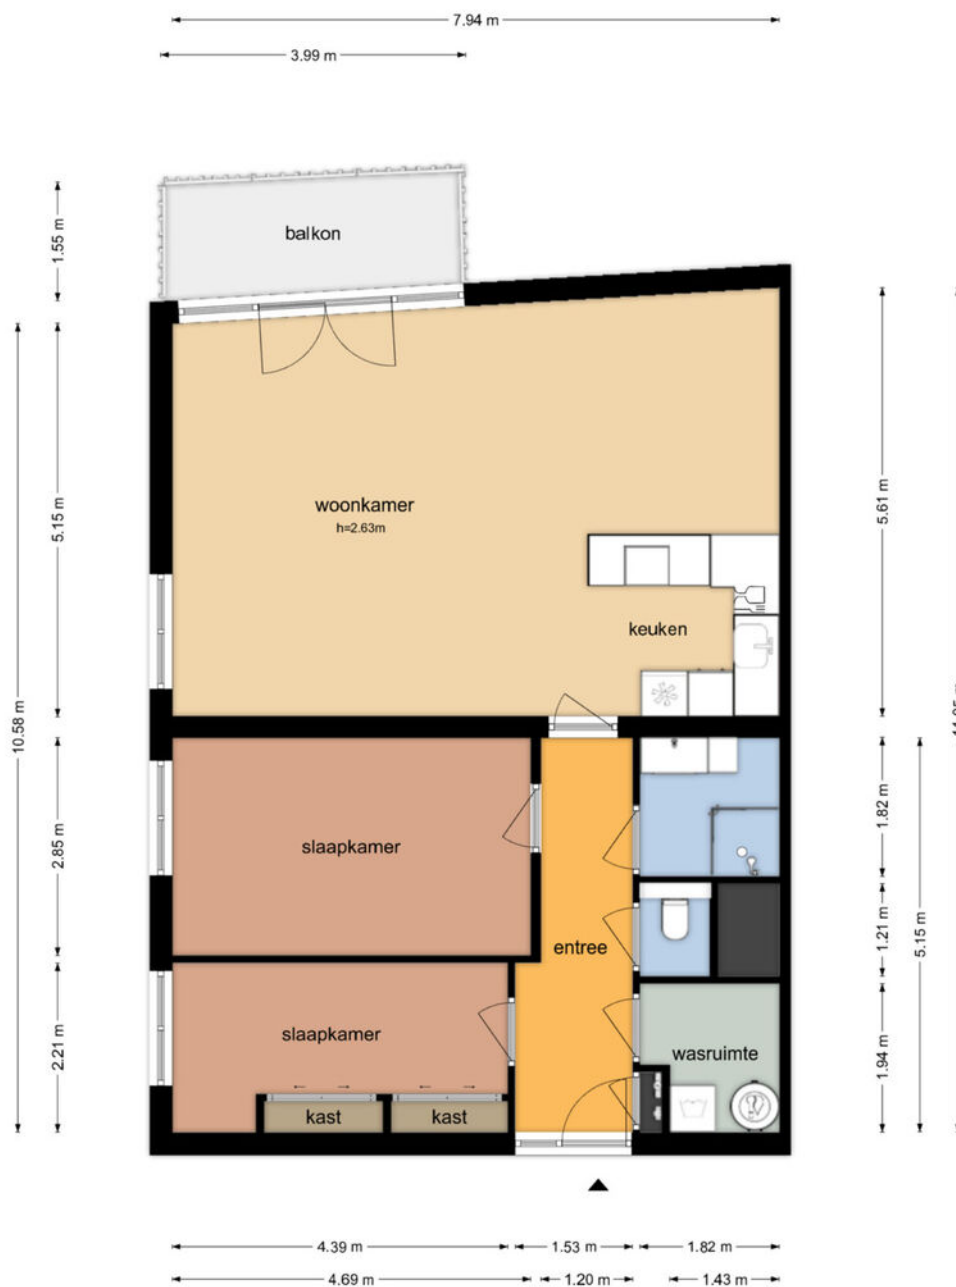 7.94 m
3.99 m
1.55 m
balkon
5.15 m
5.61 m
woonkamer
h=2.63m
keuken
10.58 m
2.85 m
slaapkamer
1.82 m
1.21 m
5.15 m
entree
2.21 m
slaapkamer
wasruimte
1.94 m
kast
kast
4.39 m
1.53 m
1.82 m
4.69 m
1.20 m
1.43 m